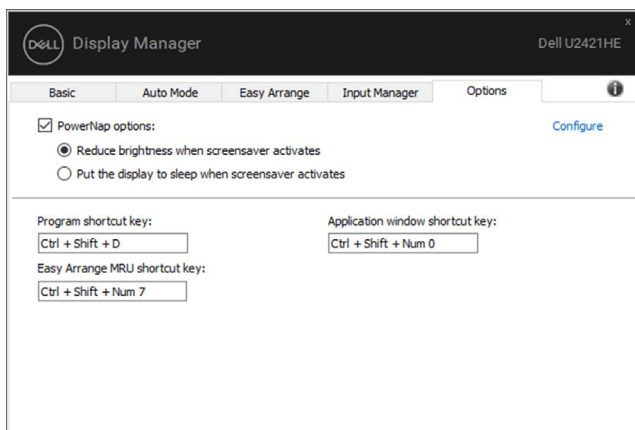 x
DELL Display Manager
Dell U2421HE
Basic Auto Mode Easy Arrange Input Manager Options
PowerNap options:
Configure
Reduce brightness when screensaver activates
Put the display to sleep when screensaver activates
Program shortcut key:
Application window shortcut key:
Ctrl + Shift + D
Ctrl + Shift + Num 0
Easy Arrange MRU shortcut key:
Ctrl + Shift + Num 7